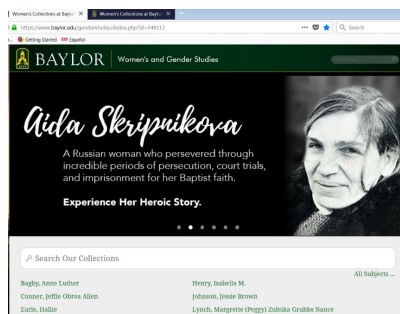 Women's Collections at Baylor
Women's Collections at Baylor
https://www.baylor.edu/genderstudies/index.php?id=948112
Search
Getting Started
Español
BAYLOR
Women's and Gender Studies
Aida Skripnikova
A Russian woman who persevered through
incredible periods of persecution, court trials,
and imprisonment for her Baptist faith.
Experience Her Heroic Story.
Search Our Collections
All Subjects ...
Bagby, Anne Luther
Henry, Isabella M.
Conner, Jeffie Obrea Allen
Johnson, Jessie Brown
Earle, Hallie
Lynch, Margrette (Peggy) Zuleika Grubbs Nance